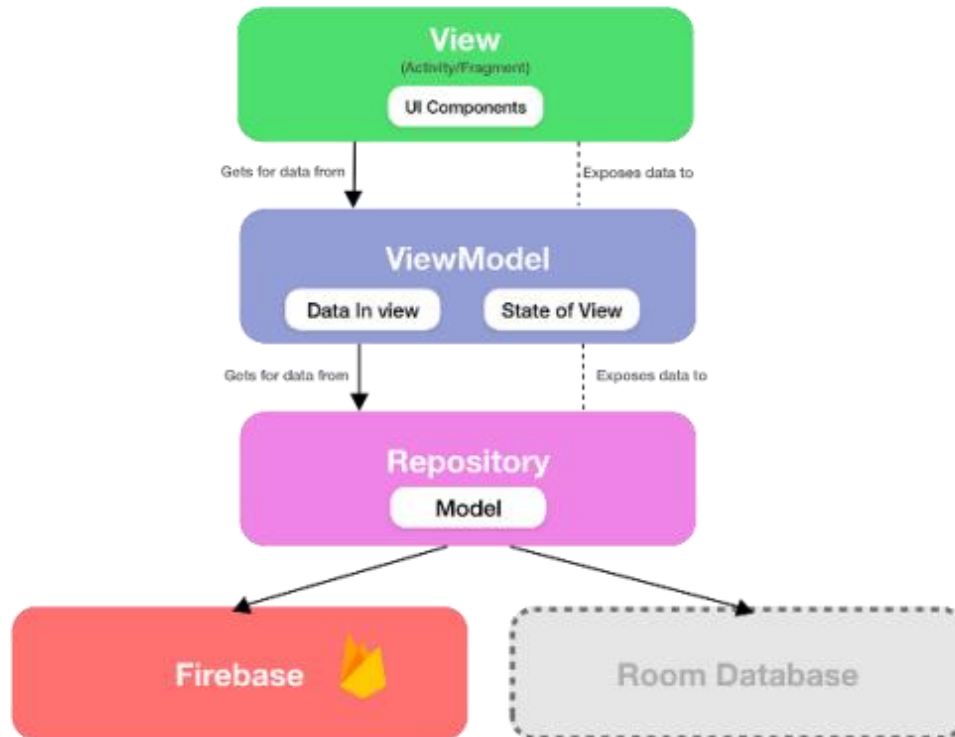 View
(Activity/Fragment)
UI Components
Gets for data from
Exposes data to
ViewModel
Data In view
State of View
Gets for data from
Exposes data to
Repository
Model
Firebase
Room Database